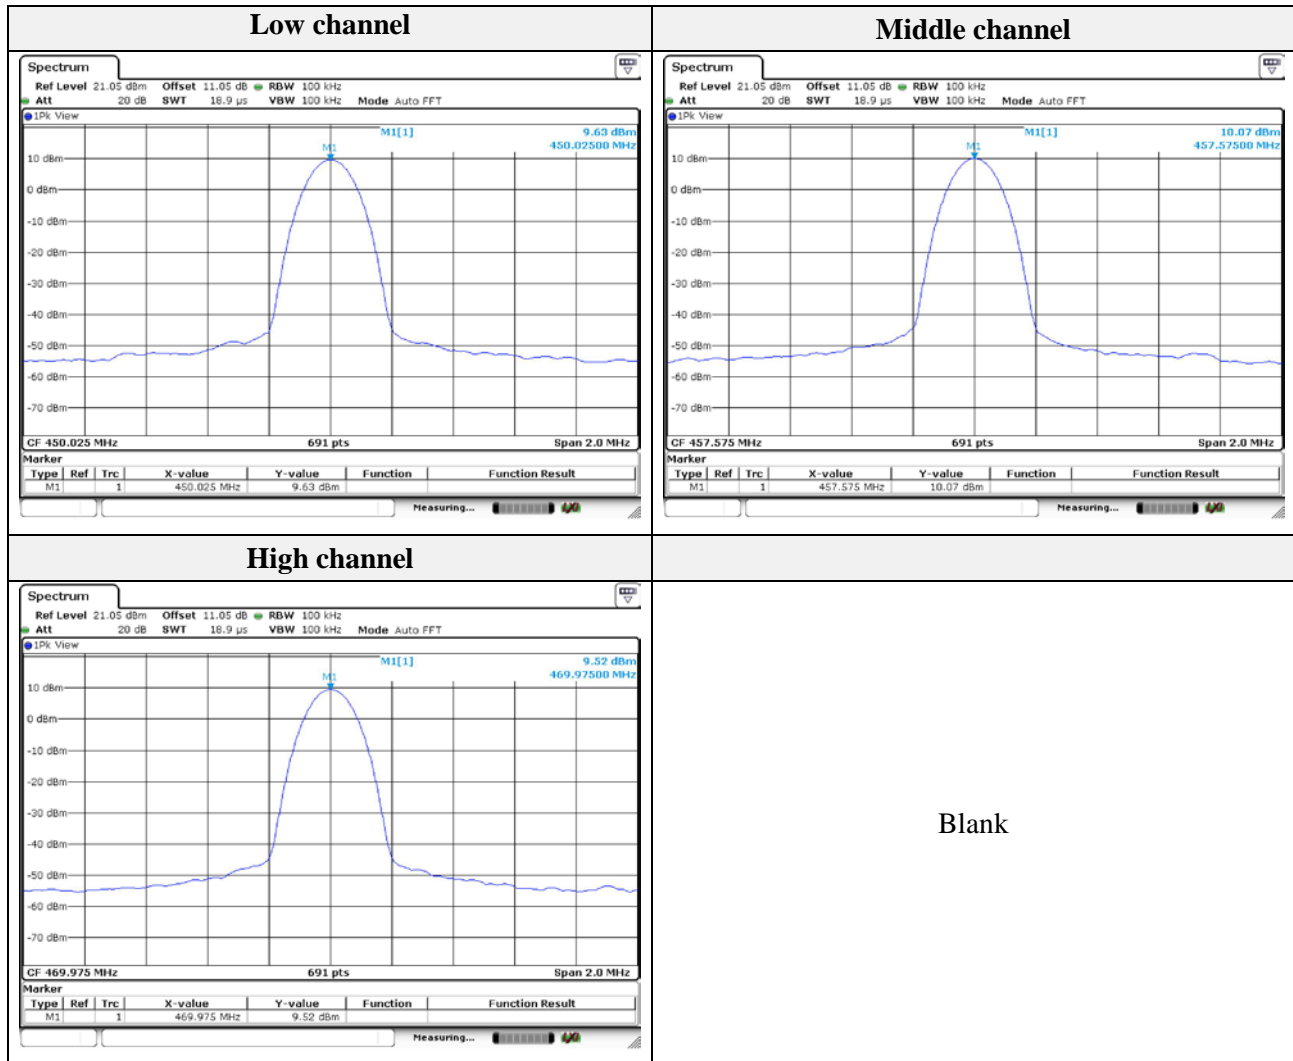 Low channel
Middle channel
Spectrum
Ref Level 21.05 dBm Offset 11.05 dB RBW 100 kHz
Att 20 dB SWT 18.9 µs VBW 100 kHz Mode Auto FFT
1Pk View
M1[1] 9.63 dBm
450.02500 MHz
M1
10 dBm
0 dBm
-10 dBm
-20 dBm
-30 dBm
-40 dBm
-50 dBm
-60 dBm
-70 dBm
CF 450.025 MHz 691 pts Span 2.0 MHz
Marker
Type Ref Trc X-value Y-value Function Function Result
M1 1 450.025 MHz 9.63 dBm
Measuring...
Spectrum
Ref Level 21.05 dBm Offset 11.05 dB RBW 100 kHz
Att 20 dB SWT 18.9 µs VBW 100 kHz Mode Auto FFT
1Pk View
M1[1] 10.07 dBm
457.57500 MHz
M1
10 dBm
0 dBm
-10 dBm
-20 dBm
-30 dBm
-40 dBm
-50 dBm
-60 dBm
-70 dBm
CF 457.575 MHz 691 pts Span 2.0 MHz
Marker
Type Ref Trc X-value Y-value Function Function Result
M1 1 457.575 MHz 10.07 dBm
Measuring...
High channel
Spectrum
Ref Level 21.05 dBm Offset 11.05 dB RBW 100 kHz
Att 20 dB SWT 18.9 µs VBW 100 kHz Mode Auto FFT
1Pk View
M1[1] 9.52 dBm
469.97500 MHz
M1
10 dBm
0 dBm
-10 dBm
-20 dBm
-30 dBm
-40 dBm
-50 dBm
-60 dBm
-70 dBm
CF 469.975 MHz 691 pts Span 2.0 MHz
Marker
Type Ref Trc X-value Y-value Function Function Result
M1 1 469.975 MHz 9.52 dBm
Measuring...
Blank